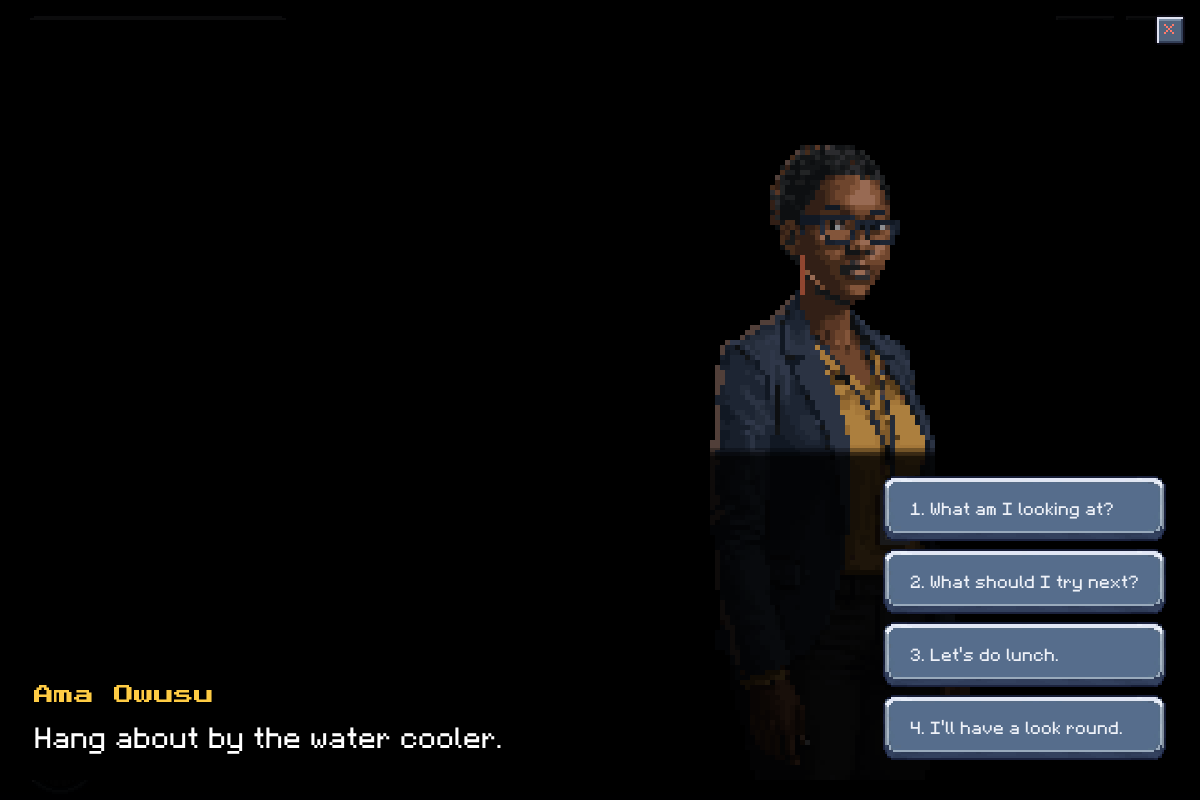 Ama Owusu
Hang about by the water cooler.
1. What am I looking at?
2. What should I try next?
3. Let's do lunch.
4. I'll have a look round.